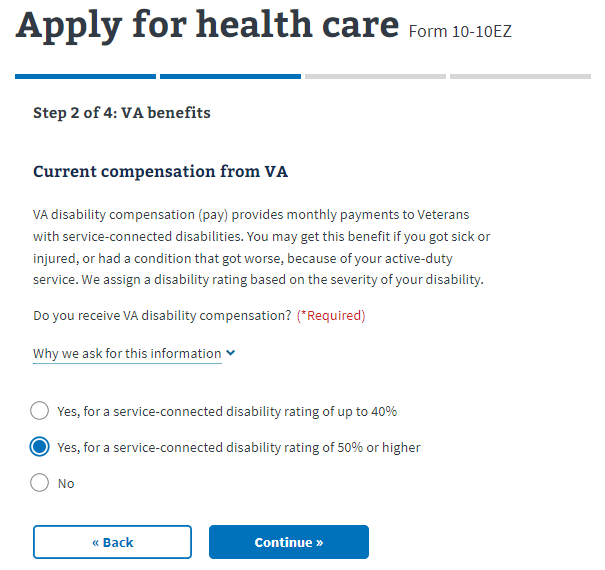 Apply for health care Form 10-10EZ
Step 2 of 4: VA benefits
Current compensation from VA
VA disability compensation (pay) provides monthly payments to Veterans
with service-connected disabilities. You may get this benefit if you got sick or
injured, or had a condition that got worse, because of your active-duty
service. We assign a disability rating based on the severity of your disability.
Do you receive VA disability compensation? (*Required)
Why we ask for this information
Yes, for a service-connected disability rating of up to 40%
Yes, for a service-connected disability rating of 50% or higher
No
« Back
Continue »